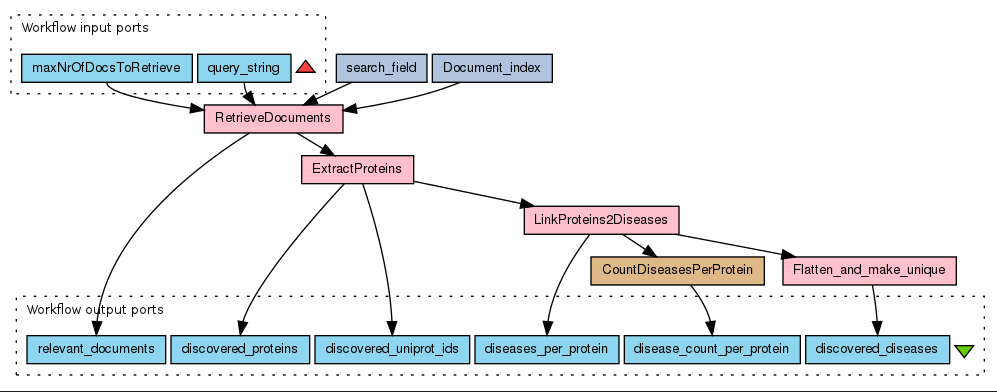 Workflow input ports
maxNrOfDocsToRetrieve
query_string
search_field
Document_index
RetrieveDocuments
ExtractProteins
LinkProteins2Diseases
CountDiseasesPerProtein
Flatten_and_make_unique
Workflow output ports
relevant_documents
discovered_proteins
discovered_uniprot_ids
diseases_per_protein
disease_count_per_protein
discovered_diseases